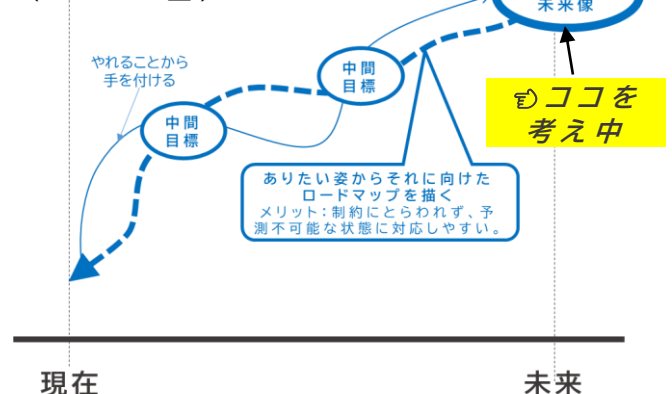 未来像
やれることから
手を付ける
中間
目標
中間
目標
ココを
考え中
ありたい姿からそれに向けた
ロードマップを描く
メリット：制約にとらわれず、予
測不可能な状態に対応しやすい。
現在
未来